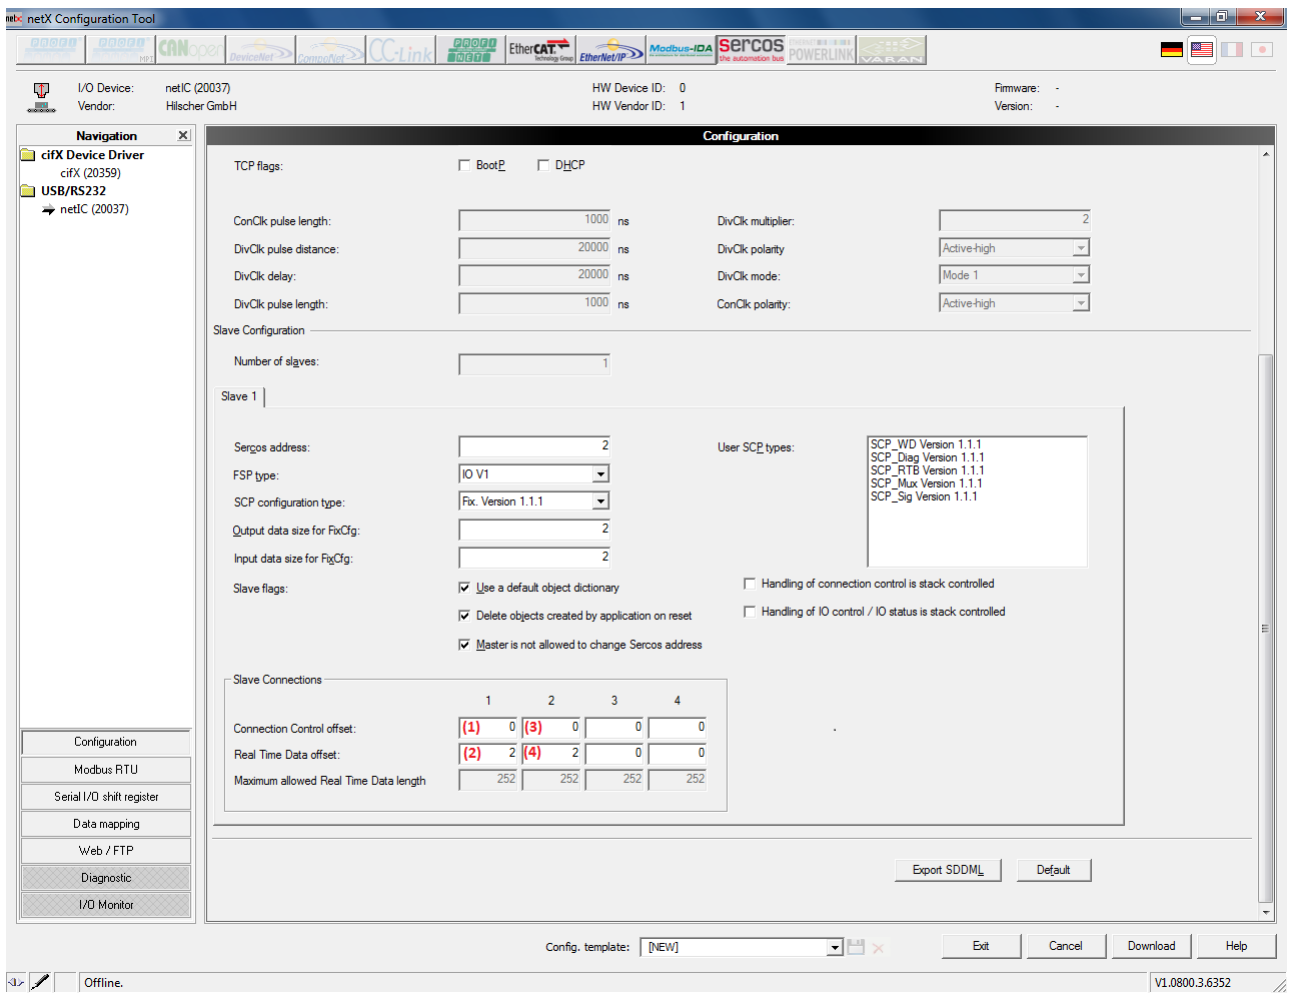 netX Configuration Tool
PROFI PROFI MPI CANopen DeviceNet CompoNet CC-Link PROFI NET EtherCAT Technology Group EtherNet/IP Modbus-IDA sercos the automation bus POWERLINK VARAN
I/O Device: netIC (20037) HW Device ID: 0 Firmware: -
Vendor: Hilscher GmbH HW Vendor ID: 1 Version: -
Navigation
cifX Device Driver
cifX (20359)
USB/RS232
netIC (20037)
Configuration
Modbus RTU
Serial I/O shift register
Data mapping
Web / FTP
Diagnostic
I/O Monitor
Configuration
TCP flags: BootP DHCP
ConClk pulse length: 1000 ns DivClk multiplier: 2
DivClk pulse distance: 20000 ns DivClk polarity Active-high
DivClk delay: 20000 ns DivClk mode: Mode 1
DivClk pulse length: 1000 ns ConClk polarity: Active-high
Slave Configuration
Number of slaves: 1
Slave 1
Sercos address: 2 User SCP types:
SCP_WD Version 1.1.1
SCP_Diag Version 1.1.1
SCP_RTB Version 1.1.1
SCP_Mux Version 1.1.1
SCP_Sig Version 1.1.1
FSP type: IO V1
SCP configuration type: Fix. Version 1.1.1
Output data size for FixCfg: 2
Input data size for FixCfg: 2
Slave flags: Use a default object dictionary Handling of connection control is stack controlled
Delete objects created by application on reset Handling of IO control / IO status is stack controlled
Master is not allowed to change Sercos address
Slave Connections
1 2 3 4
Connection Control offset: (1) 0 (3) 0 0 0
Real Time Data offset: (2) 2 (4) 2 0 0
Maximum allowed Real Time Data length 252 252 252 252
Export SDDML Default
Config. template: [NEW] Exit Cancel Download Help
Offline. V1.0800.3.6352